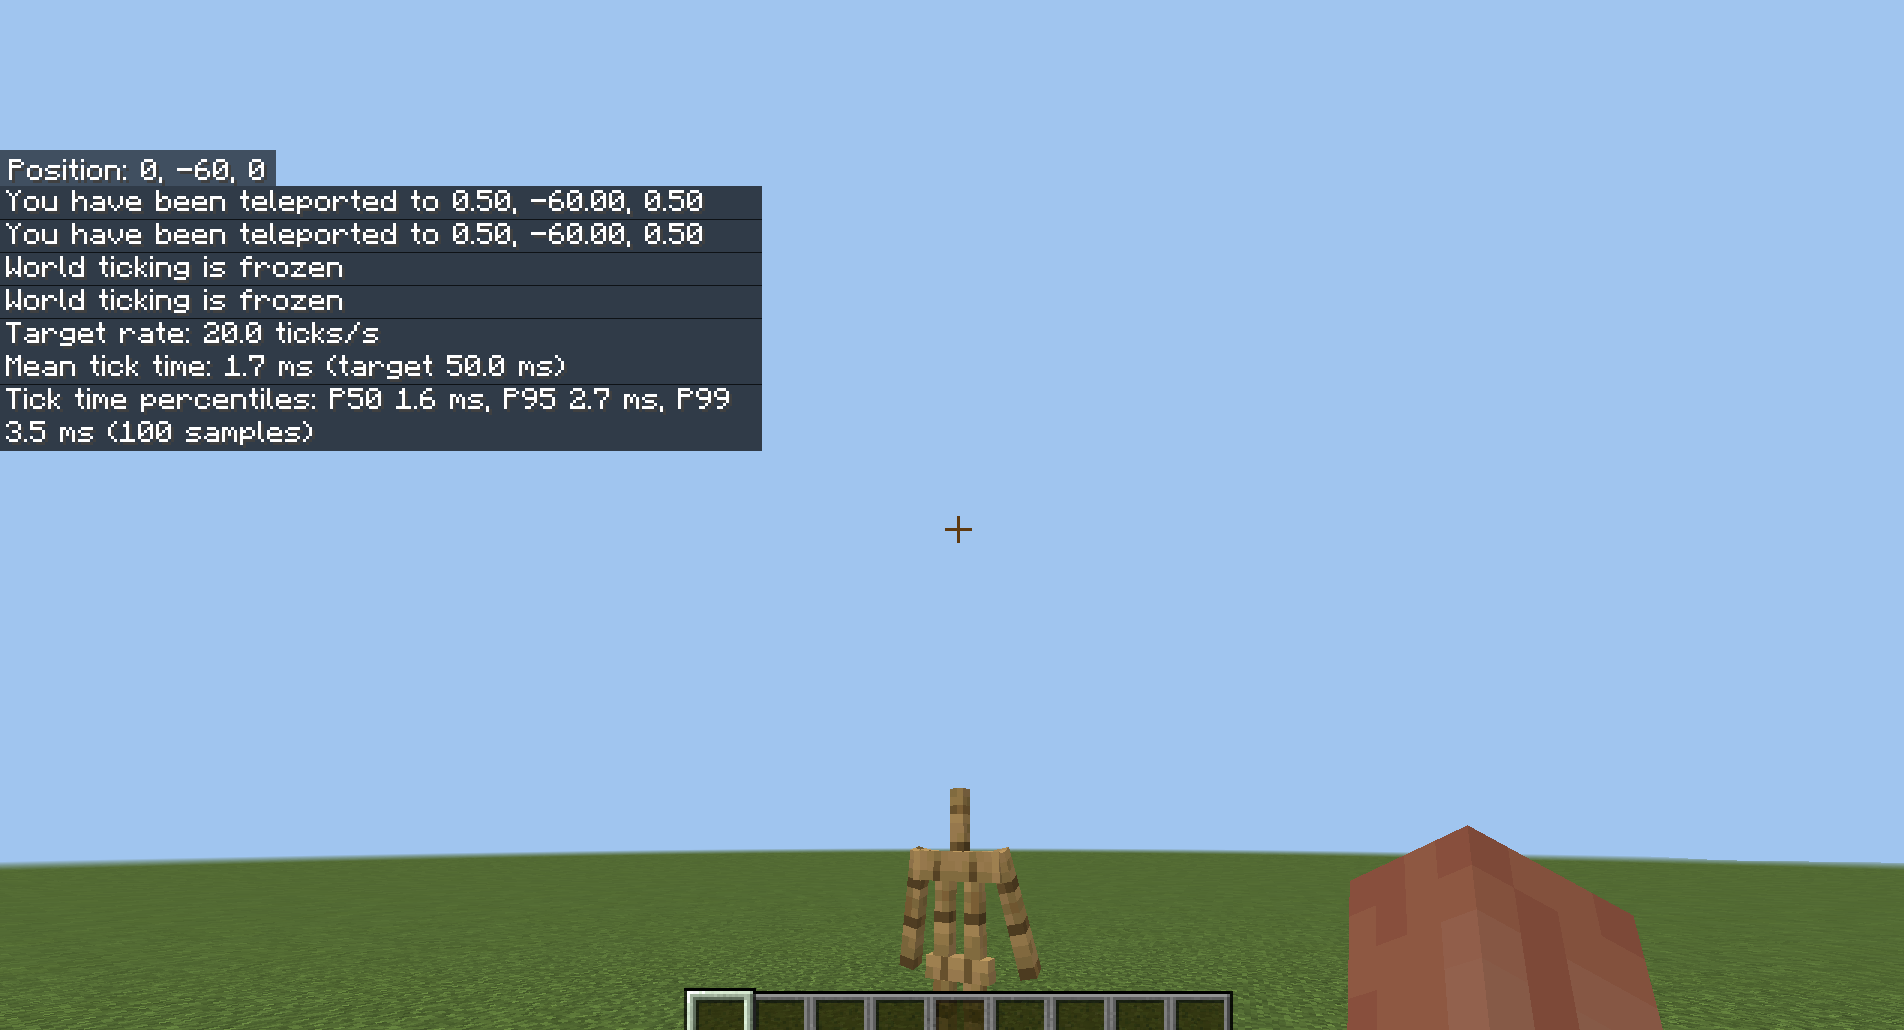 Position: 0, -60, 0
You have been teleported to 0.50, -60.00, 0.50
You have been teleported to 0.50, -60.00, 0.50
World ticking is frozen
World ticking is frozen
Target rate: 20.0 ticks/s
Mean tick time: 1.7 ms (target 50.0 ms)
Tick time percentiles: P50 1.6 ms, P95 2.7 ms, P99
3.5 ms (100 samples)